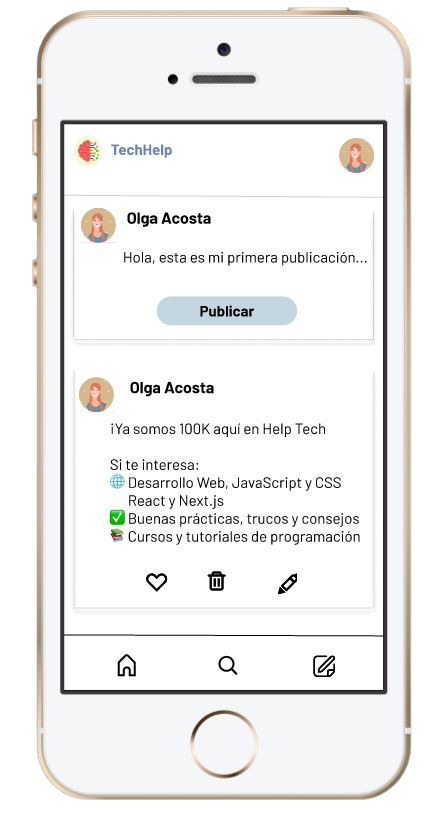 TechHelp
Olga Acosta
Hola, esta es mi primera publicación...
Publicar
Olga Acosta
¡Ya somos 100K aquí en Help Tech
Si te interesa:
🌐 Desarrollo Web, JavaScript y CSS
React y Next.js
✅ Buenas prácticas, trucos y consejos
📚 Cursos y tutoriales de programación